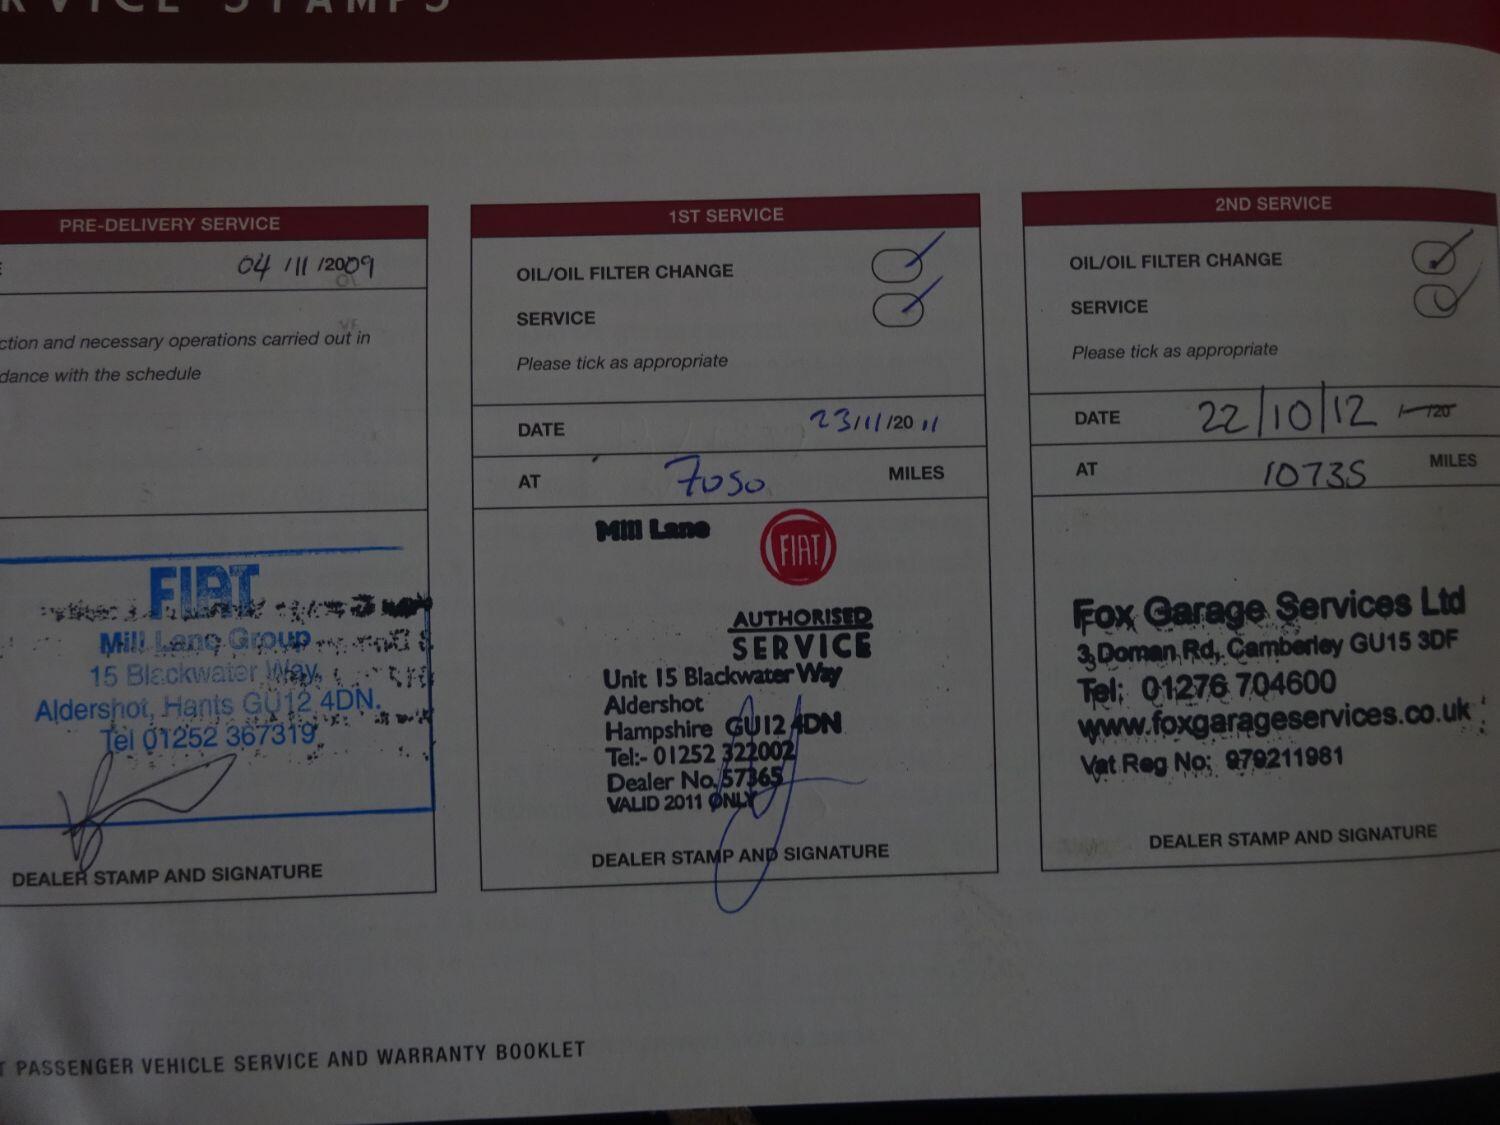 RVICE STAMPS
PRE-DELIVERY SERVICE
04/11/2009
ction and necessary operations carried out in
dance with the schedule
FIAT
Mill Lane Group
15 Blackwater Way,
Aldershot, Hants GU12 4DN.
Tel 01252 367319
DEALER STAMP AND SIGNATURE
1ST SERVICE
OIL/OIL FILTER CHANGE
SERVICE
Please tick as appropriate
DATE 23/11/2011
AT 7050 MILES
Mill Lane FIAT
AUTHORISED
SERVICE
Unit 15 Blackwater Way
Aldershot
Hampshire GU12 4DN
Tel:- 01252 322002
Dealer No. 57365
VALID 2011 ONLY
DEALER STAMP AND SIGNATURE
2ND SERVICE
OIL/OIL FILTER CHANGE
SERVICE
Please tick as appropriate
DATE 22/10/12 / /20
AT 10735 MILES
Fox Garage Services Ltd
3, Doman Rd, Camberley GU15 3DF
Tel: 01276 704600
www.foxgarageservices.co.uk
Vat Reg No: 979211981
DEALER STAMP AND SIGNATURE
T PASSENGER VEHICLE SERVICE AND WARRANTY BOOKLET